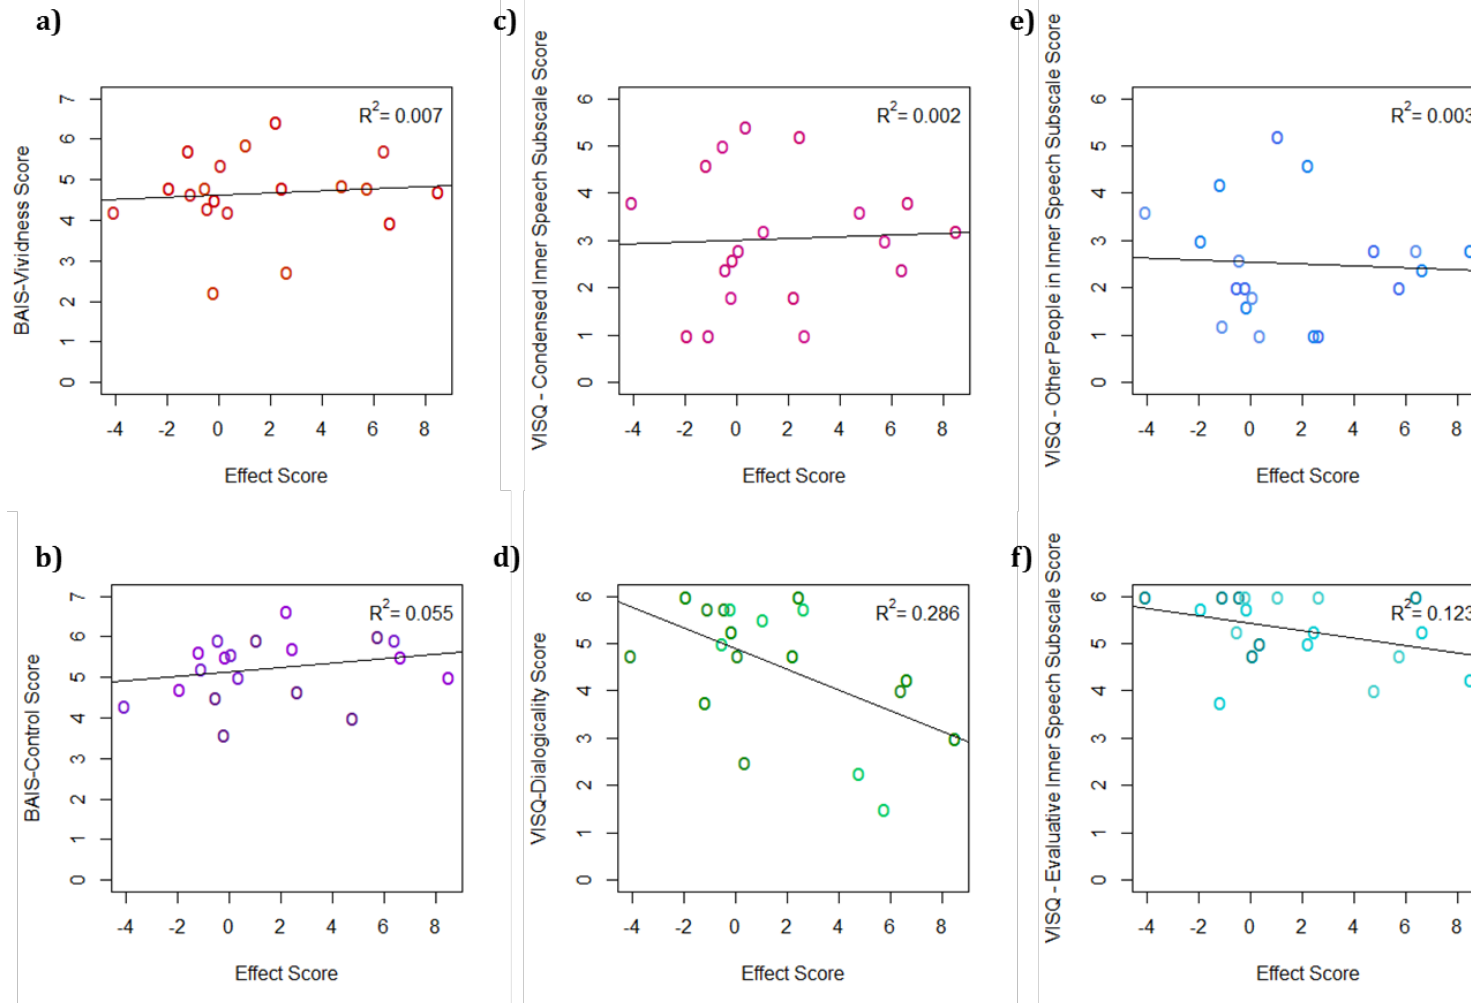 a)
BAIS-Vividness Score
7
6
5
4
3
2
1
0
R²= 0.007
-4 -2 0 2 4 6 8
Effect Score
c)
VISQ - Condensed Inner Speech Subscale Score
6
5
4
3
2
1
0
R²= 0.002
-4 -2 0 2 4 6 8
Effect Score
e)
VISQ - Other People in Inner Speech Subscale Score
6
5
4
3
2
1
0
R²= 0.003
-4 -2 0 2 4 6 8
Effect Score
b)
BAIS-Control Score
7
6
5
4
3
2
1
0
R²= 0.055
-4 -2 0 2 4 6 8
Effect Score
d)
VISQ-Dialogicality Score
6
5
4
3
2
1
0
R²= 0.286
-4 -2 0 2 4 6 8
Effect Score
f)
VISQ - Evaluative Inner Speech Subscale Score
6
5
4
3
2
1
0
R²= 0.123
-4 -2 0 2 4 6 8
Effect Score